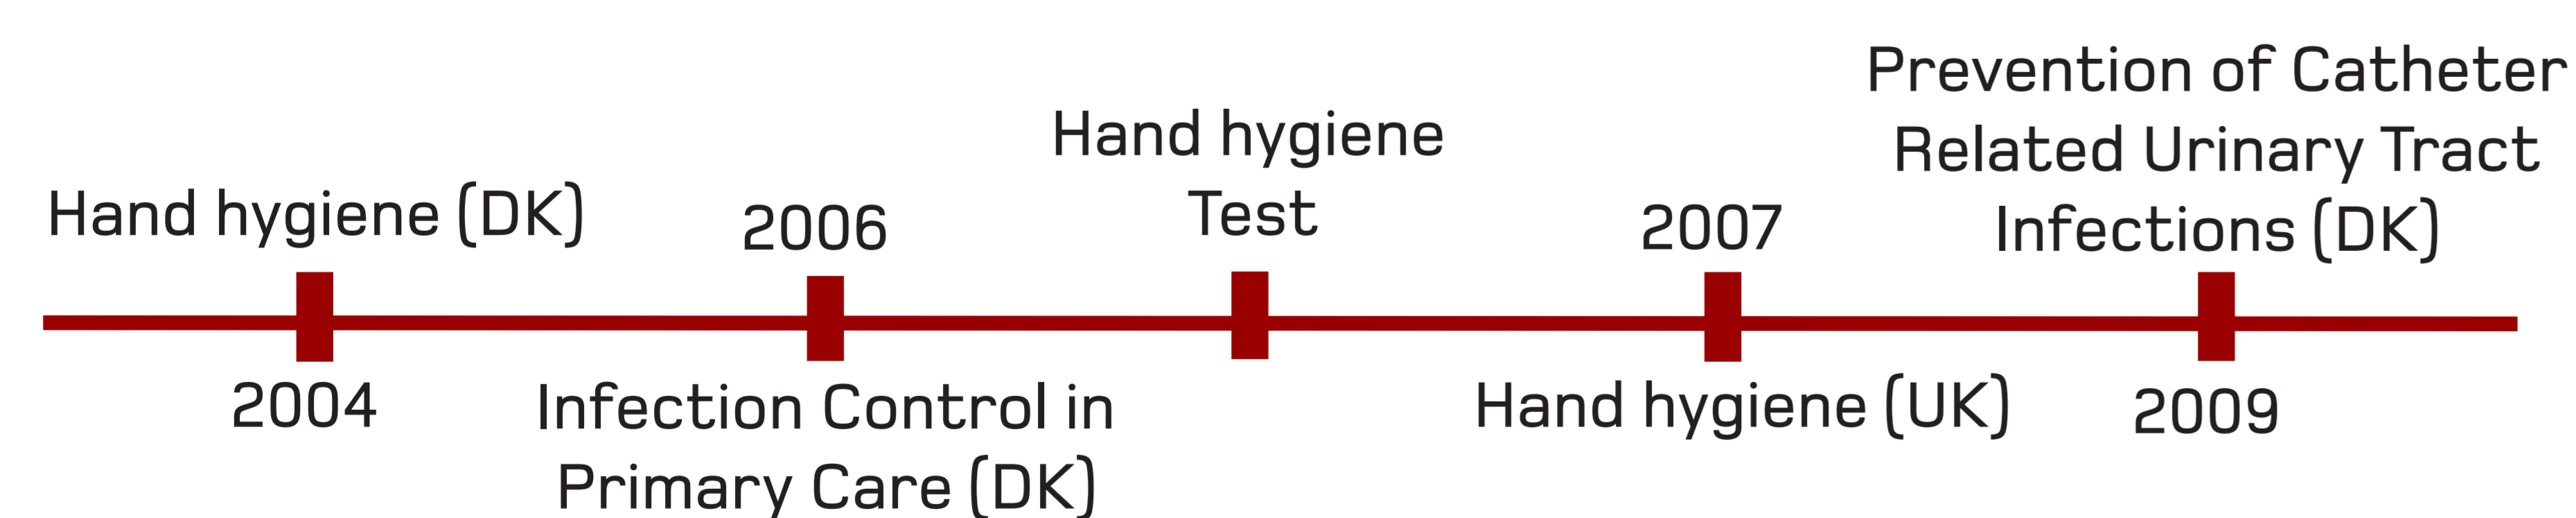 Hand hygiene (DK)
2004
2006
Infection Control in
Primary Care (DK)
Hand hygiene
Test
2007
Hand hygiene (UK)
Prevention of Catheter
Related Urinary Tract
Infections (DK)
2009